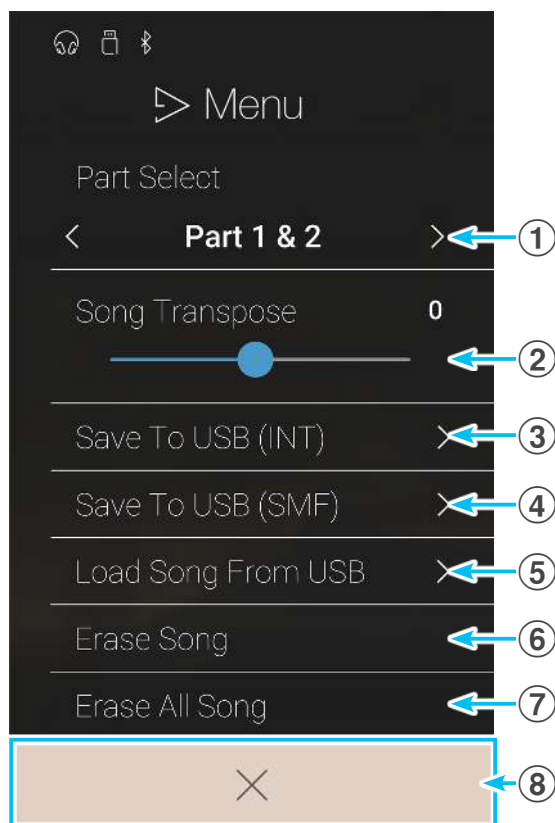 Menu
Part Select
Part 1 & 2
1
Song Transpose 0
2
Save To USB (INT)
3
Save To USB (SMF)
4
Load Song From USB
5
Erase Song
6
Erase All Song
7
8